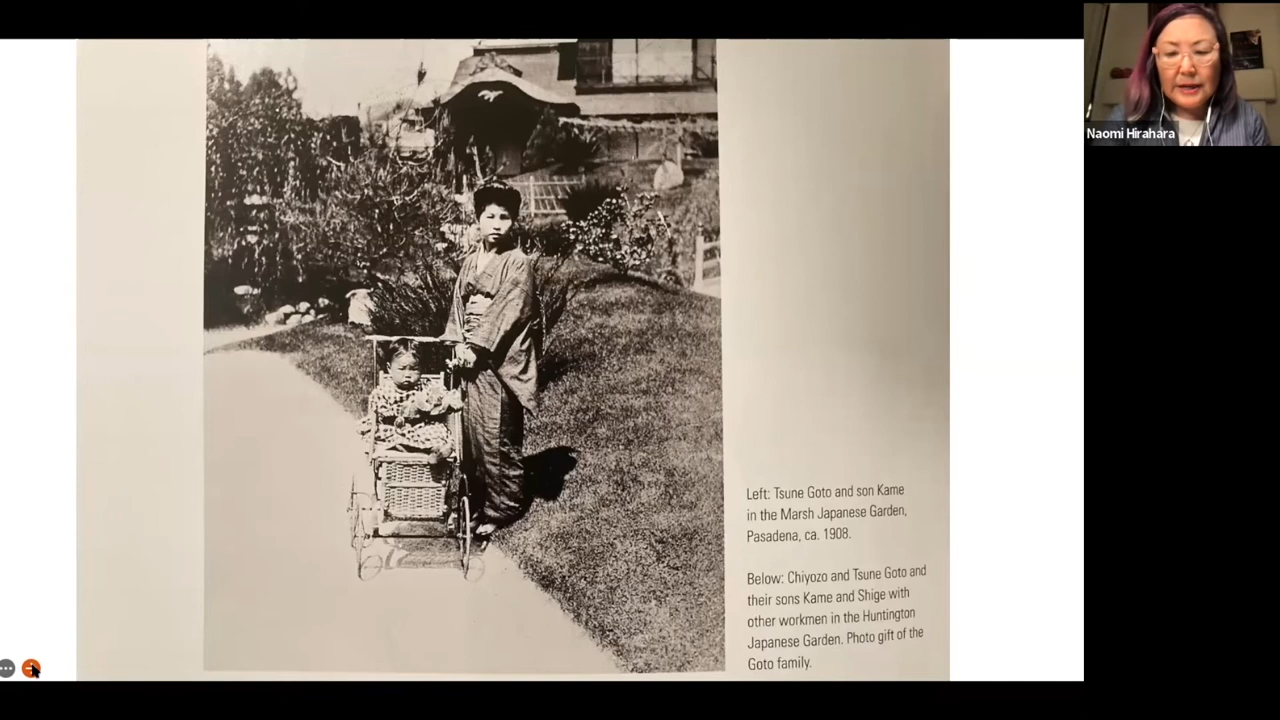 Naomi Hirahara
Left: Tsune Goto and son Kame
in the Marsh Japanese Garden,
Pasadena, ca. 1908.
Below: Chiyozo and Tsune Goto and
their sons Kame and Shige with
other workmen in the Huntington
Japanese Garden. Photo gift of the
Goto family.